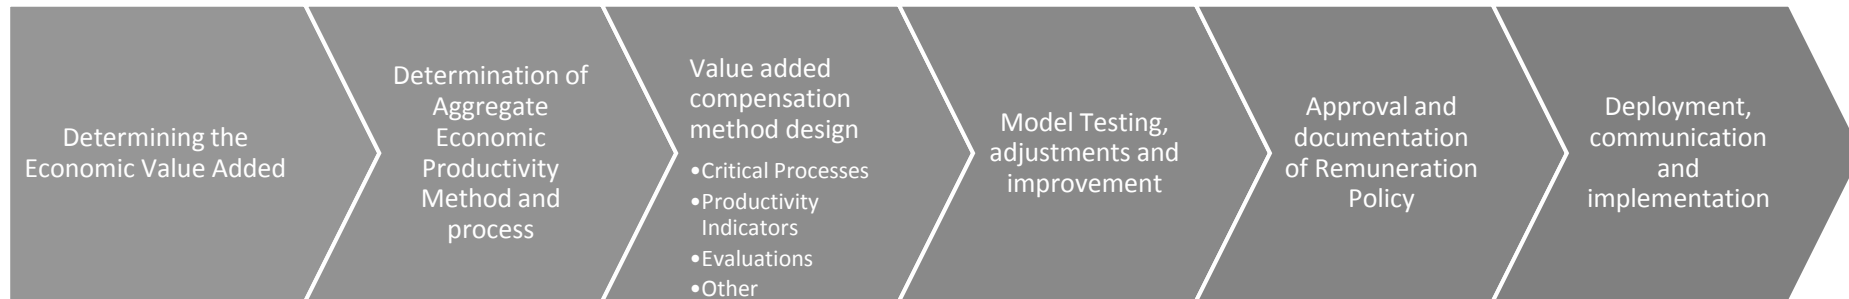 Determining the
Economic Value Added
Determination of
Aggregate
Economic
Productivity
Method and
process
Value added
compensation
method design
•Critical Processes
•Productivity
Indicators
•Evaluations
•Other
Model Testing,
adjustments and
improvement
Approval and
documentation
of Remuneration
Policy
Deployment,
communication
and
implementation